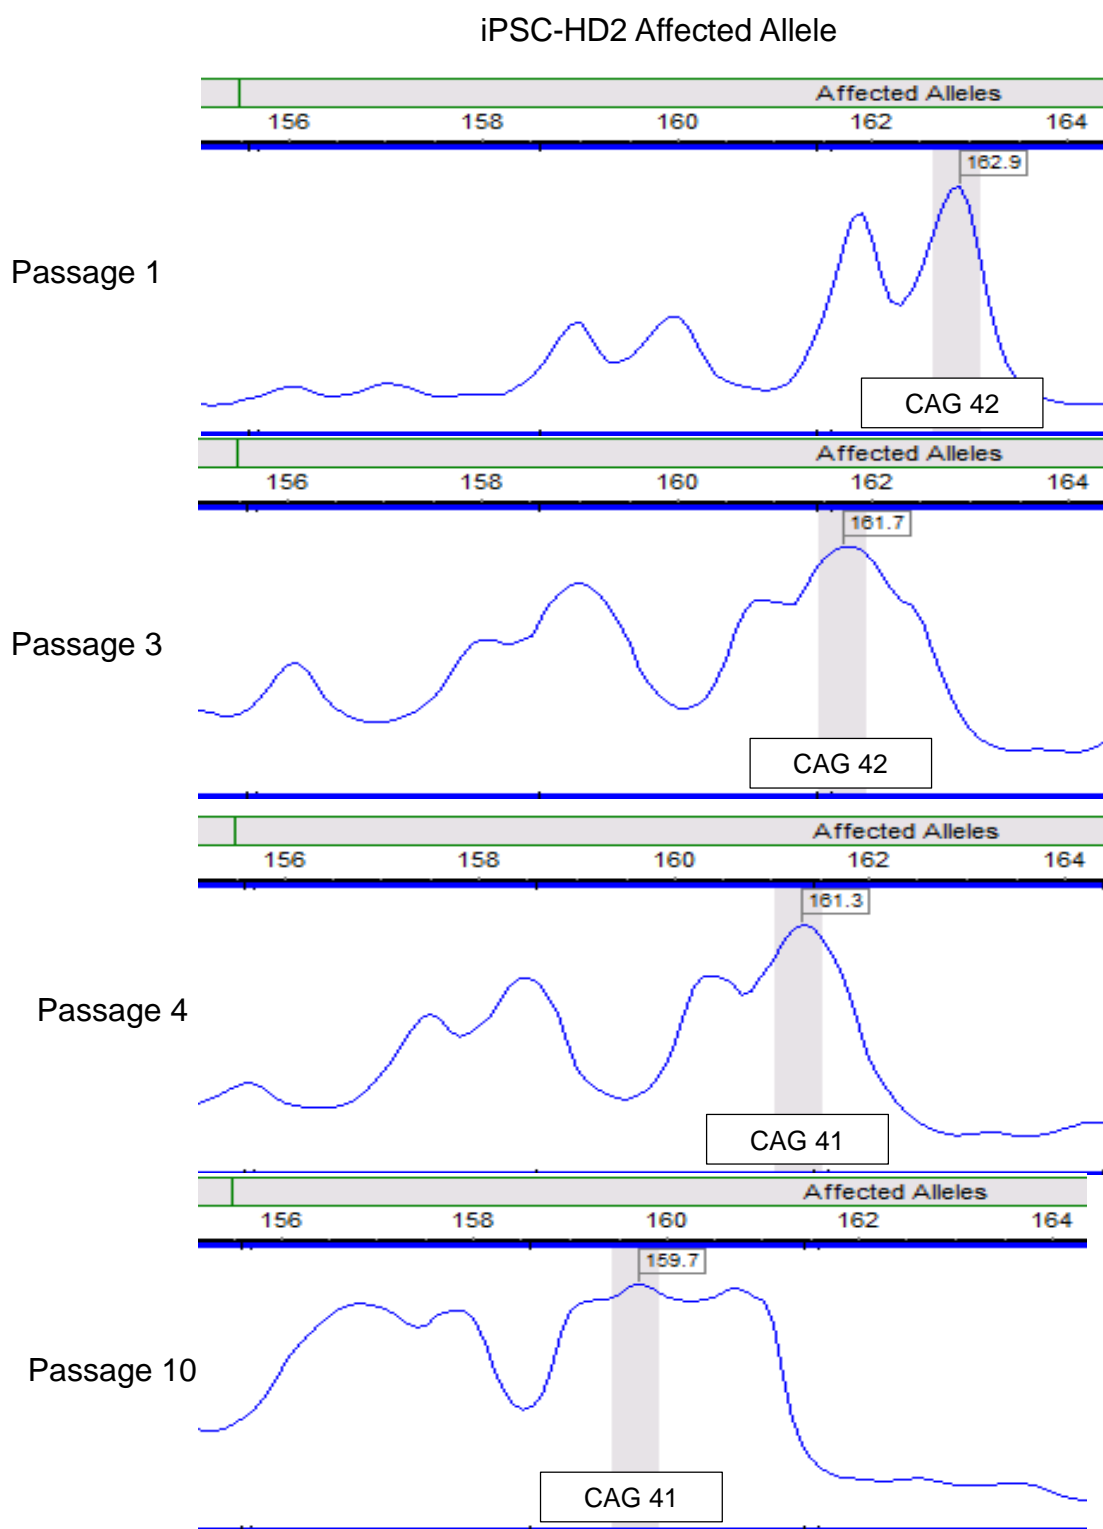 iPSC-HD2 Affected Allele
Affected Alleles
156 158 160 162 164
162.9
Passage 1
CAG 42
Affected Alleles
156 158 160 162 164
161.7
Passage 3
CAG 42
Affected Alleles
156 158 160 162 164
161.3
Passage 4
CAG 41
Affected Alleles
156 158 160 162 164
159.7
Passage 10
CAG 41